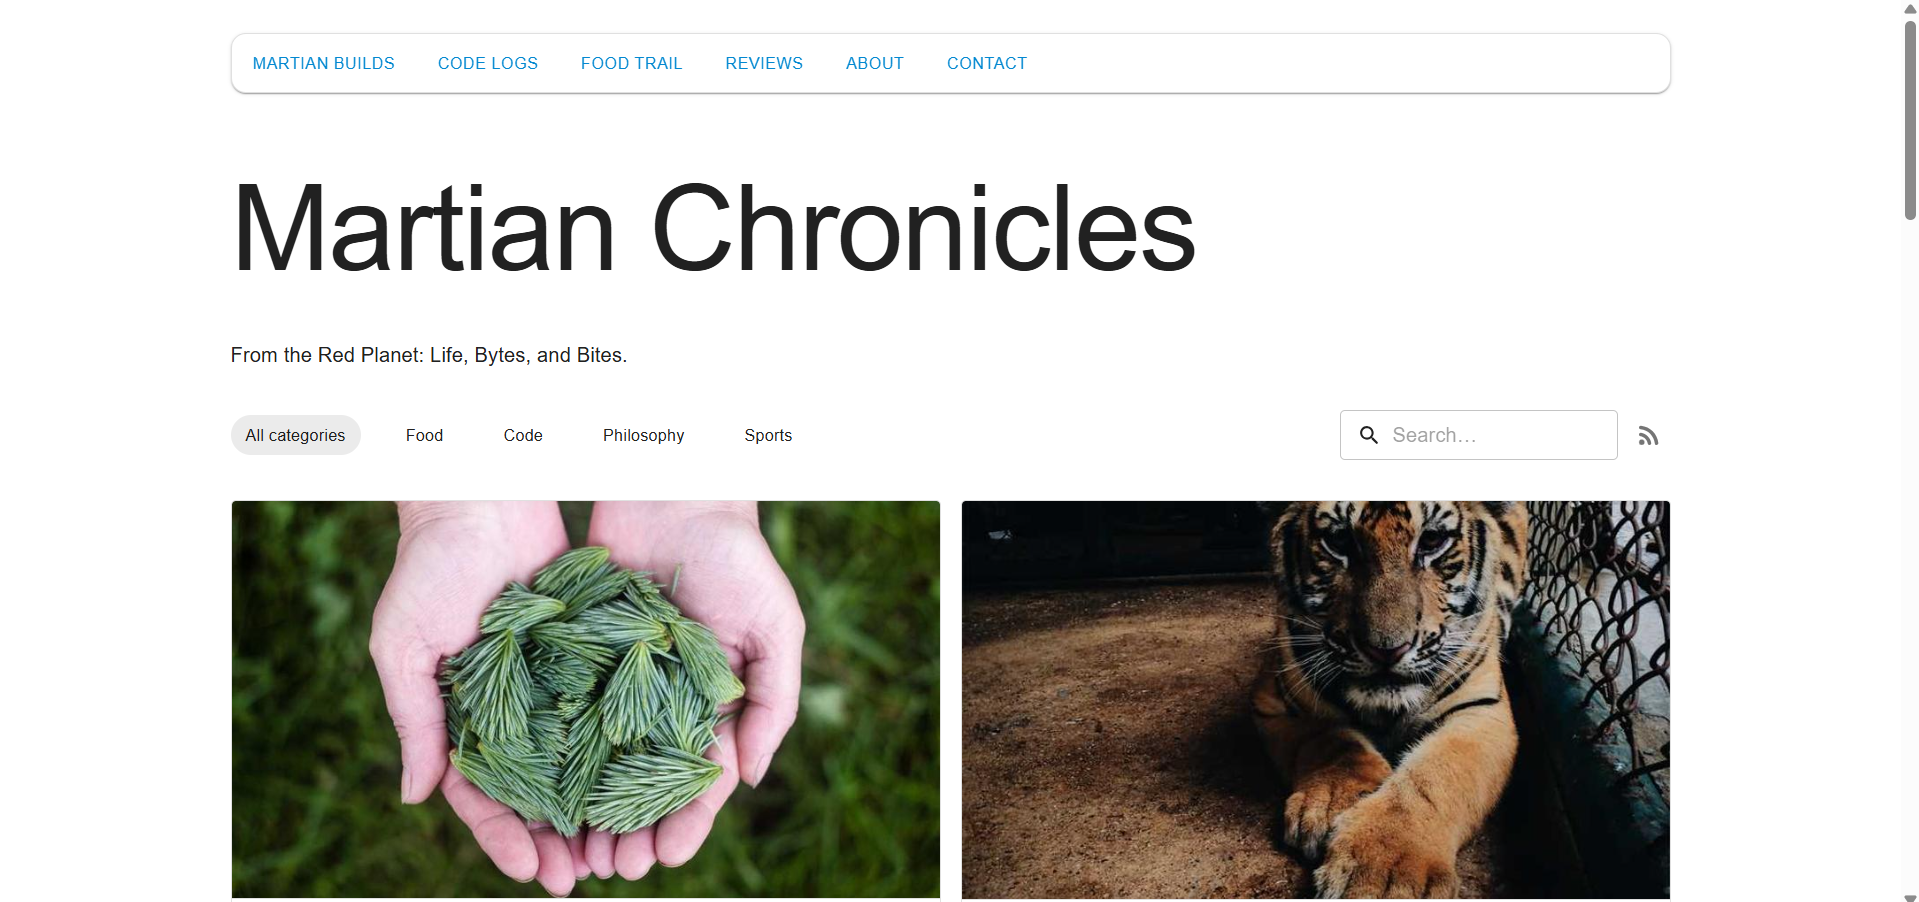 MARTIAN BUILDS CODE LOGS FOOD TRAIL REVIEWS ABOUT CONTACT
Martian Chronicles
From the Red Planet: Life, Bytes, and Bites.
All categories Food Code Philosophy Sports Search…